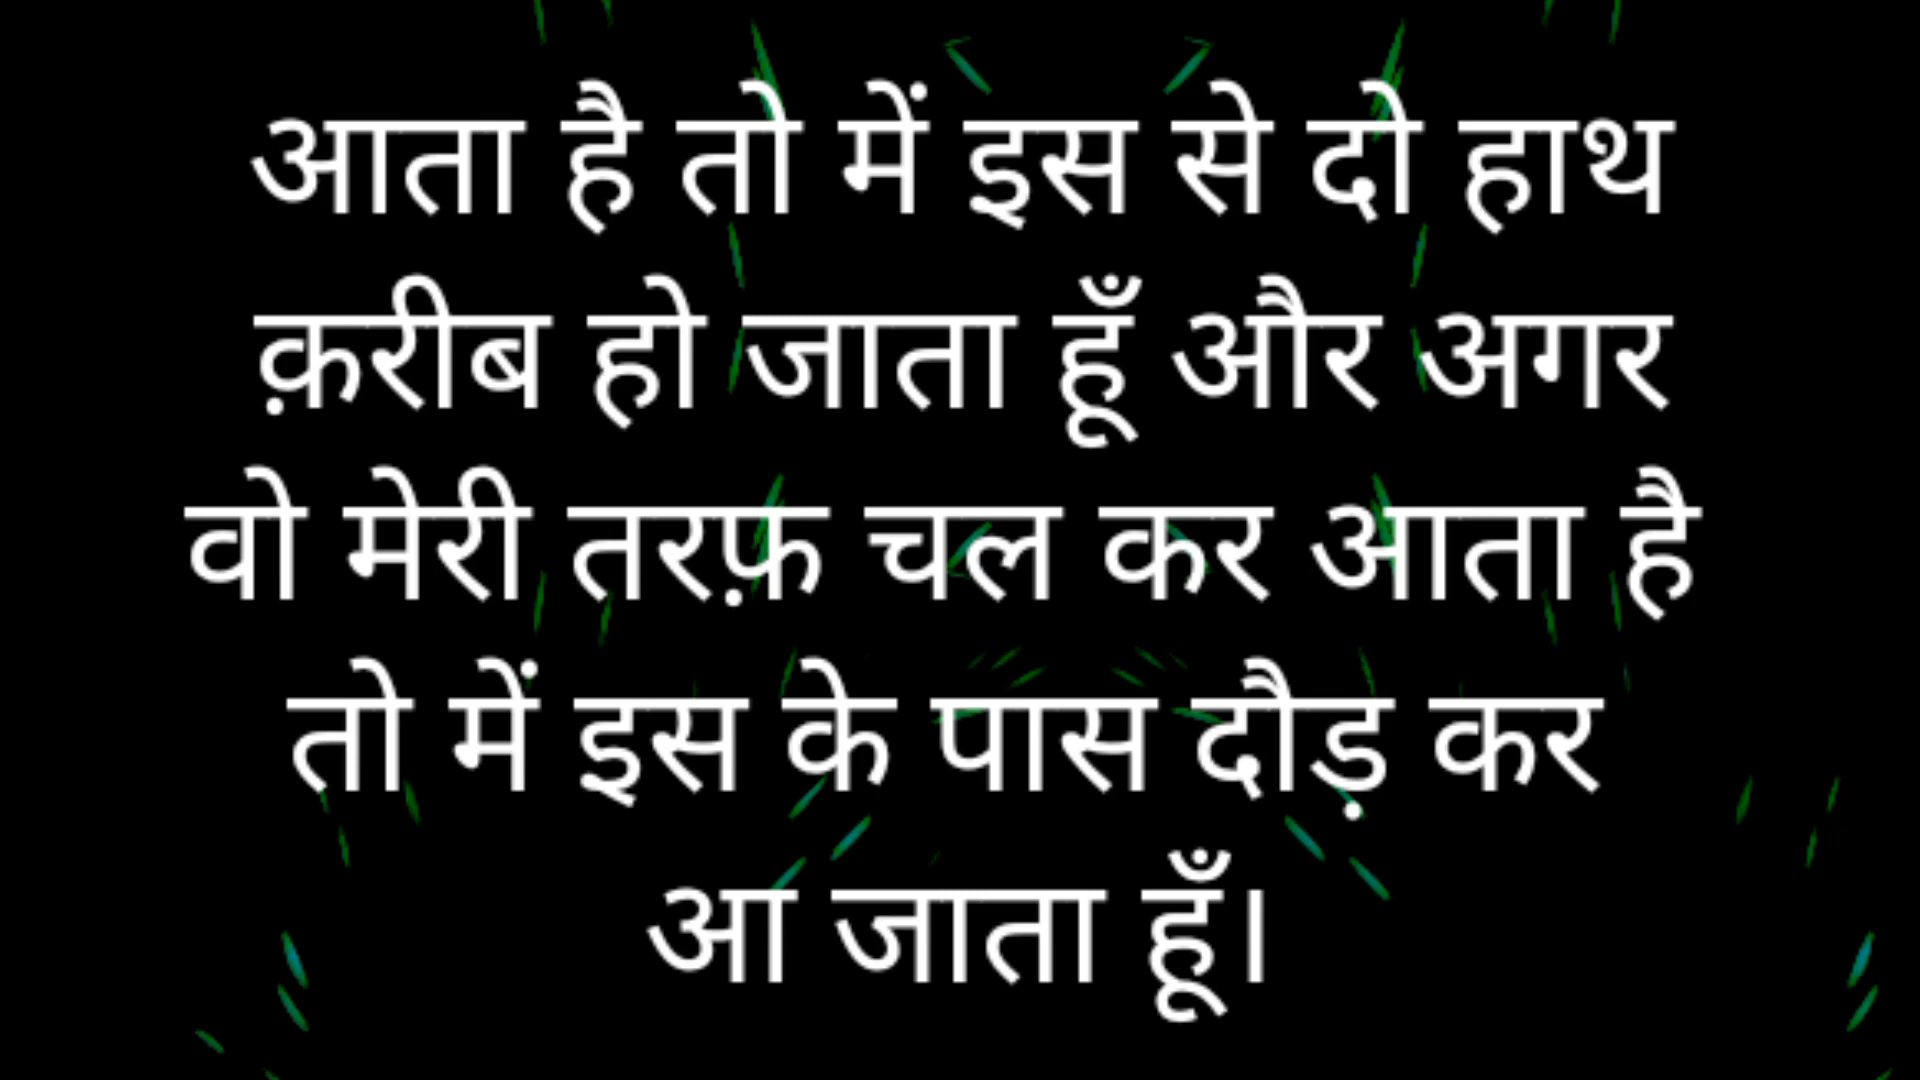 आता है तो में इस से दो हाथ
क़रीब हो जाता हूँ और अगर
वो मेरी तरफ़ चल कर आता है
तो में इस के पास दौड़ कर
आ जाता हूँ।